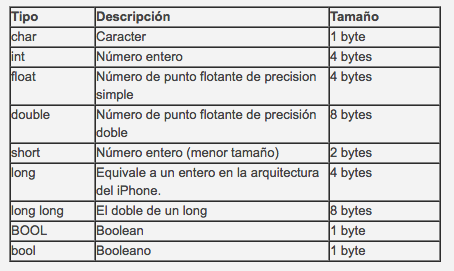 Tipo Descripción Tamaño
char Caracter 1 byte
int Número entero 4 bytes
float Número de punto flotante de precision 4 bytes
simple
double Número de punto flotante de precisión 8 bytes
doble
short Número entero (menor tamaño) 2 bytes
long Equivale a un entero en la arquitectura 4 bytes
del iPhone.
long long El doble de un long 8 bytes
BOOL Boolean 1 byte
bool Booleano 1 byte